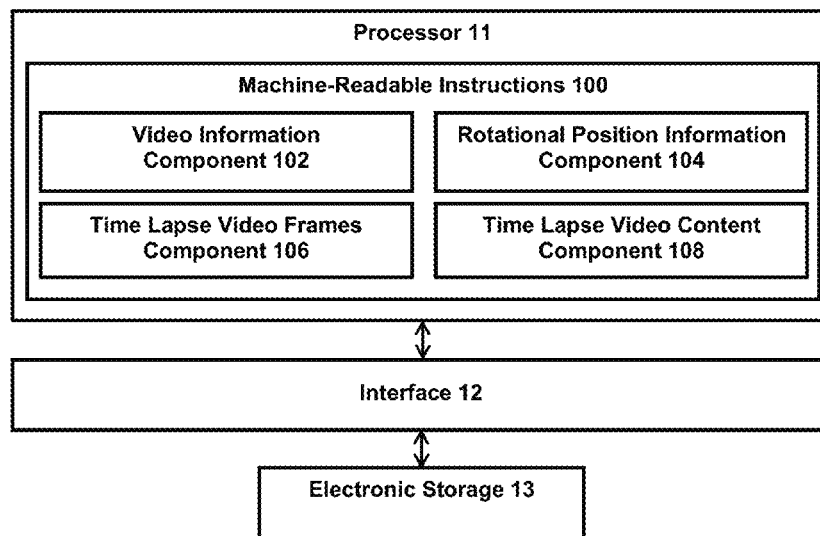 Processor 11
Machine-Readable Instructions 100
Video Information
Component 102
Rotational Position Information
Component 104
Time Lapse Video Frames
Component 106
Time Lapse Video Content
Component 108
Interface 12
Electronic Storage 13